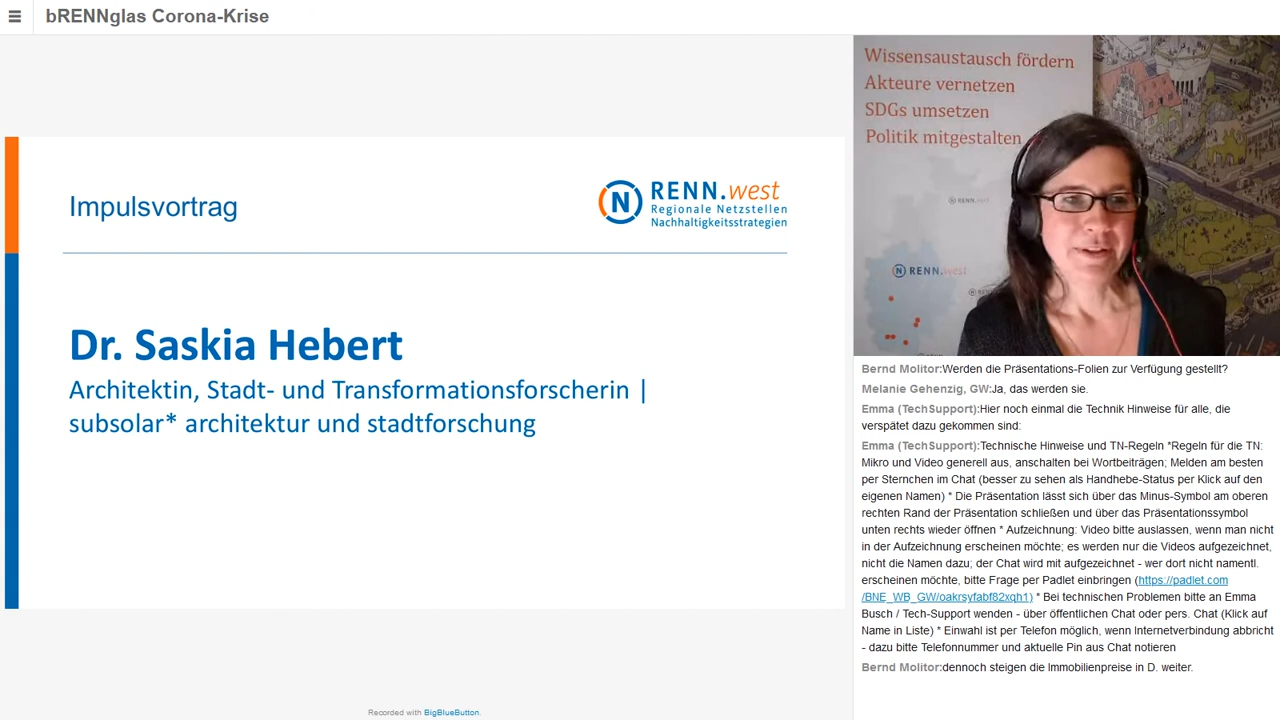 bRENNglas Corona-Krise
Impulsvortrag
RENN.west
Regionale Netzstellen
Nachhaltigkeitsstrategien
Dr. Saskia Hebert
Architektin, Stadt- und Transformationsforscherin |
subsolar* architektur und stadtforschung
Recorded with BigBlueButton.
Wissensaustausch fördern
Akteure vernetzen
SDGs umsetzen
Politik mitgestalten
RENN.west
RENN.west
Bernd Molitor:Werden die Präsentations-Folien zur Verfügung gestellt?
Melanie Gehenzig, GW:Ja, das werden sie.
Emma (TechSupport):Hier noch einmal die Technik Hinweise für alle, die
verspätet dazu gekommen sind:
Emma (TechSupport):Technische Hinweise und TN-Regeln *Regeln für die TN:
Mikro und Video generell aus, anschalten bei Wortbeiträgen; Melden am besten
per Sternchen im Chat (besser zu sehen als Handhebe-Status per Klick auf den
eigenen Namen) * Die Präsentation lässt sich über das Minus-Symbol am oberen
rechten Rand der Präsentation schließen und über das Präsentationssymbol
unten rechts wieder öffnen * Aufzeichnung: Video bitte auslassen, wenn man nicht
in der Aufzeichnung erscheinen möchte; es werden nur die Videos aufgezeichnet,
nicht die Namen dazu; der Chat wird mit aufgezeichnet - wer dort nicht namentl.
erscheinen möchte, bitte Frage per Padlet einbringen (https://padlet.com
/BNE_WB_GW/oakrsyfabf82xqh1) * Bei technischen Problemen bitte an Emma
Busch / Tech-Support wenden - über öffentlichen Chat oder pers. Chat (Klick auf
Name in Liste) * Einwahl ist per Telefon möglich, wenn Internetverbindung abbricht
- dazu bitte Telefonnummer und aktuelle Pin aus Chat notieren
Bernd Molitor:dennoch steigen die Immobilienpreise in D. weiter.